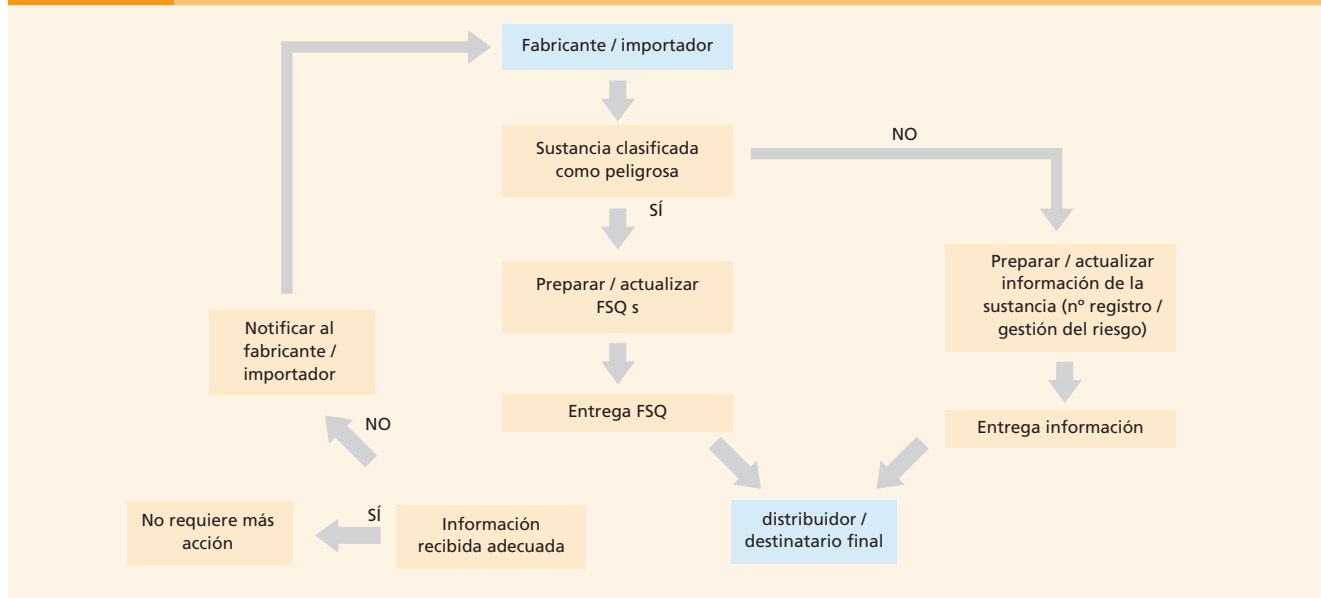 Fabricante / importador
Sustancia clasificada
como peligrosa
NO
SÍ
Preparar / actualizar
FSQ s
Preparar / actualizar
información de la
sustancia (nº registro /
gestión del riesgo)
Notificar al
fabricante /
importador
Entrega FSQ
Entrega información
NO
No requiere más
acción
SÍ
Información
recibida adecuada
distribuidor /
destinatario final